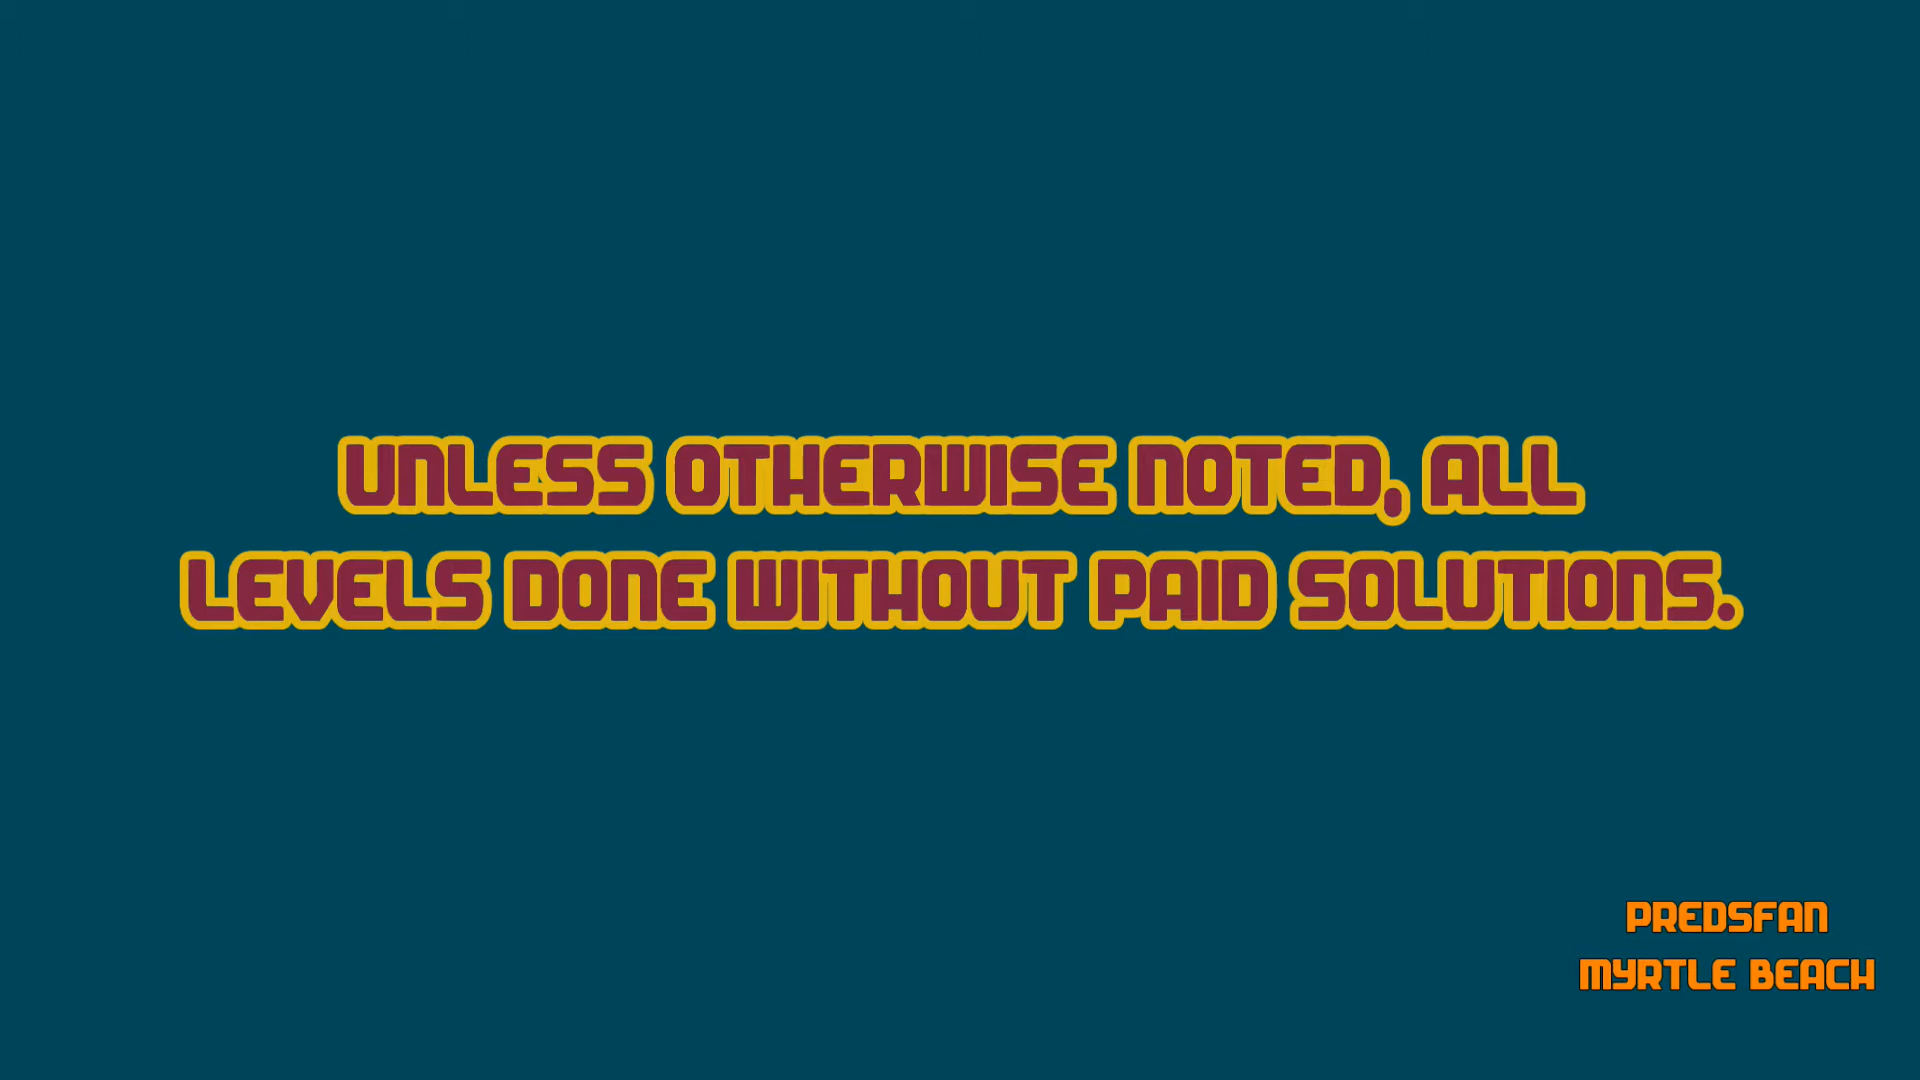 UNLESS OTHERWISE NOTED, ALL
LEVELS DONE WITHOUT PAID SOLUTIONS.
PREDSFAN
MYRTLE BEACH